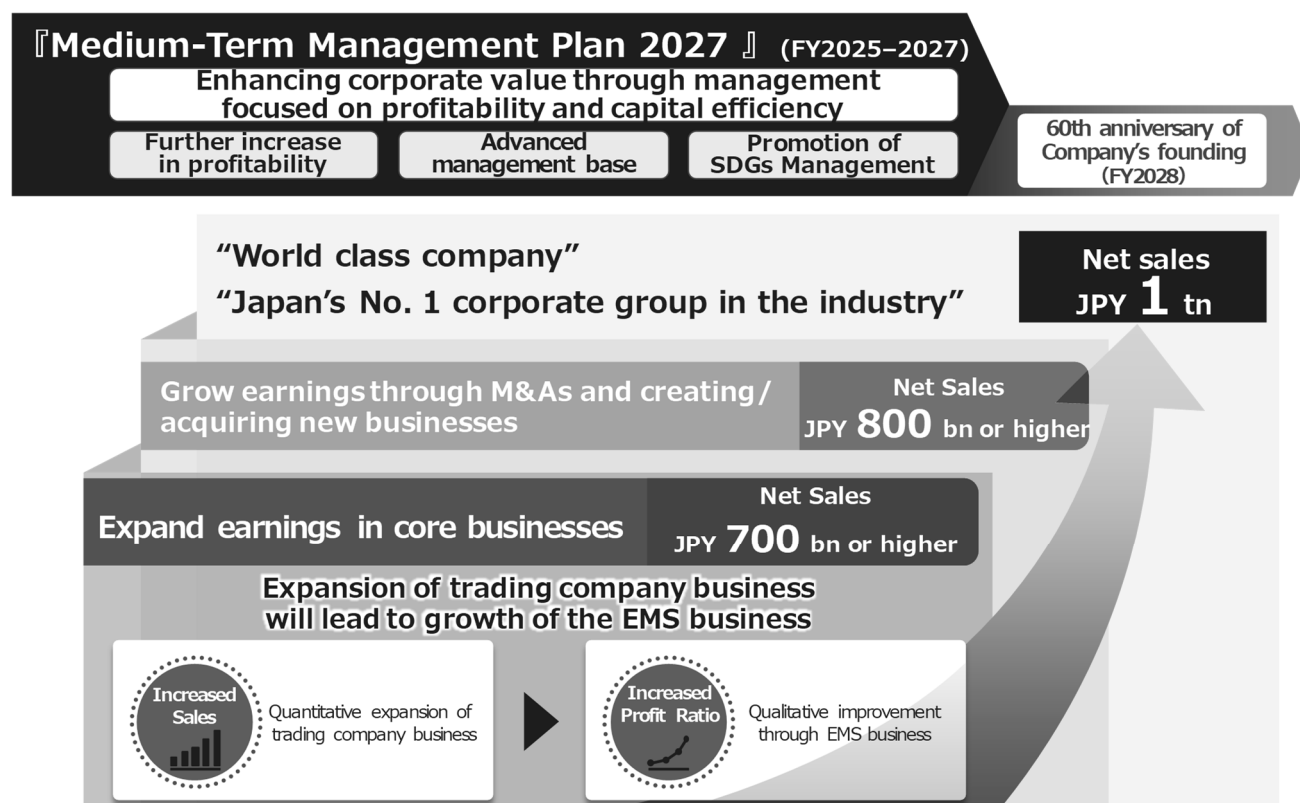 『Medium-Term Management Plan 2027 』 (FY2025–2027)
Enhancing corporate value through management
focused on profitability and capital efficiency
Further increase
in profitability
Advanced
management base
Promotion of
SDGs Management
60th anniversary of
Company’s founding
(FY2028)
“World class company”
“Japan’s No. 1 corporate group in the industry”
Net sales
JPY 1 tn
Grow earnings through M&As and creating/
acquiring new businesses
Net Sales
JPY 800 bn or higher
Expand earnings in core businesses
Net Sales
JPY 700 bn or higher
Expansion of trading company business
will lead to growth of the EMS business
Increased
Sales
Quantitative expansion of
trading company business
Increased
Profit Ratio
Qualitative improvement
through EMS business